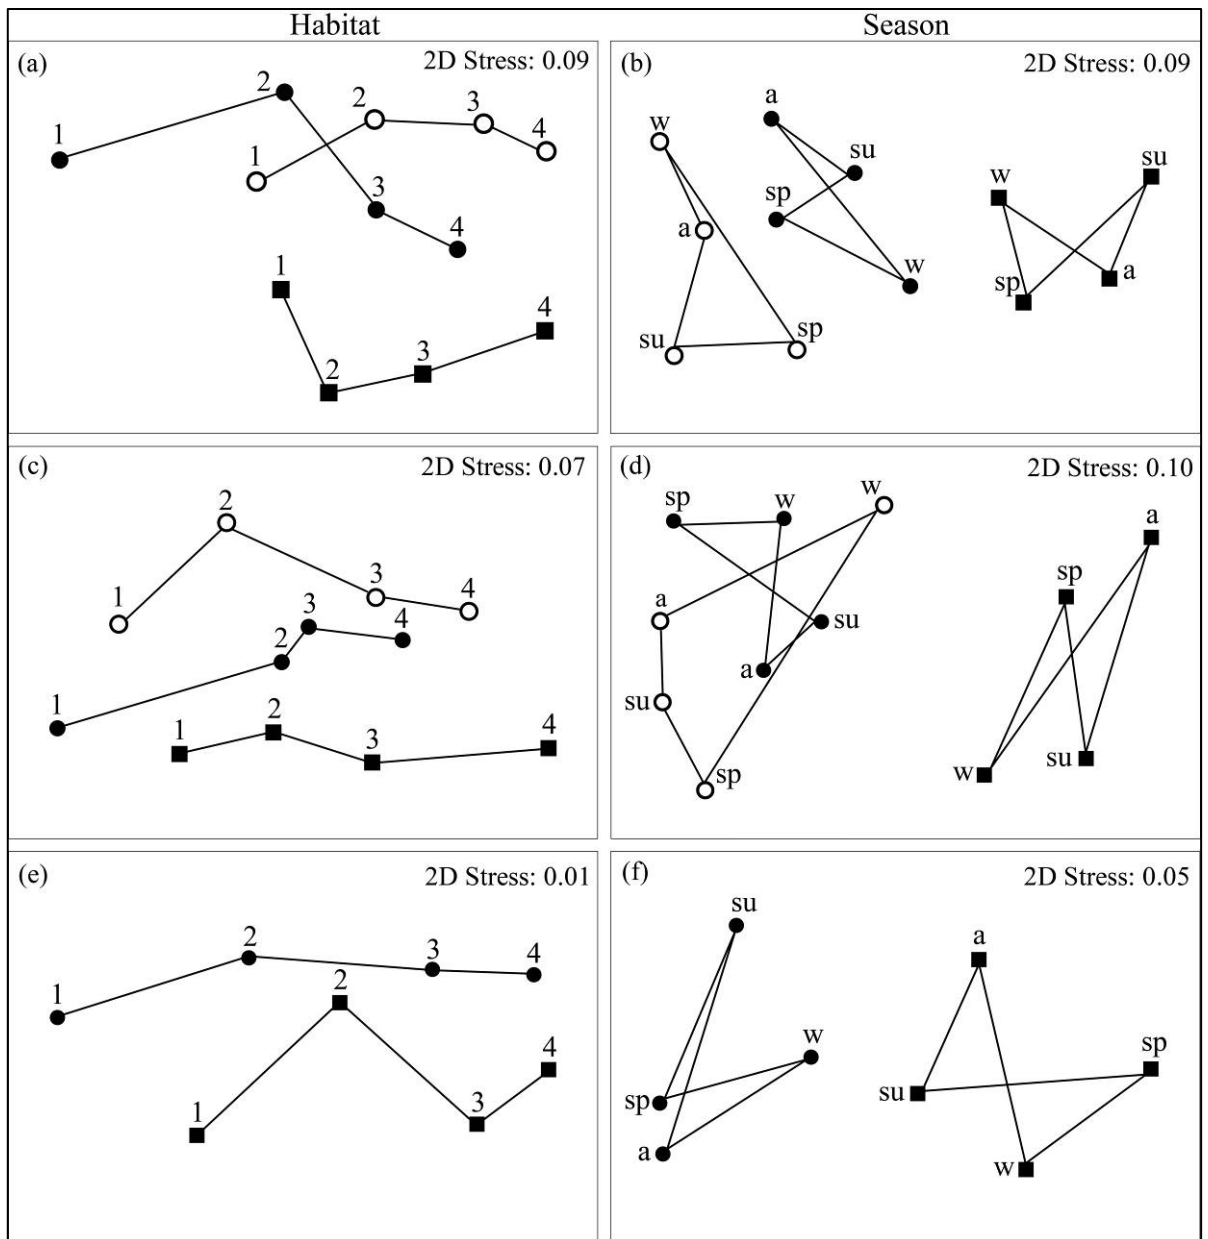 Habitat
Season
(a)
2D Stress: 0.09
2
2
3
4
1
1
3
4
1
4
3
2
(b)
2D Stress: 0.09
a
w
su
su
w
sp
a
w
sp
a
sp
su
(c)
2D Stress: 0.07
2
3
4
1
3
4
2
1
2
1
3
4
(d)
2D Stress: 0.10
w
sp
w
a
sp
a
su
a
su
su
w
sp
(e)
2D Stress: 0.01
2
3
4
2
1
4
1
3
(f)
2D Stress: 0.05
su
a
w
sp
sp
su
a
w